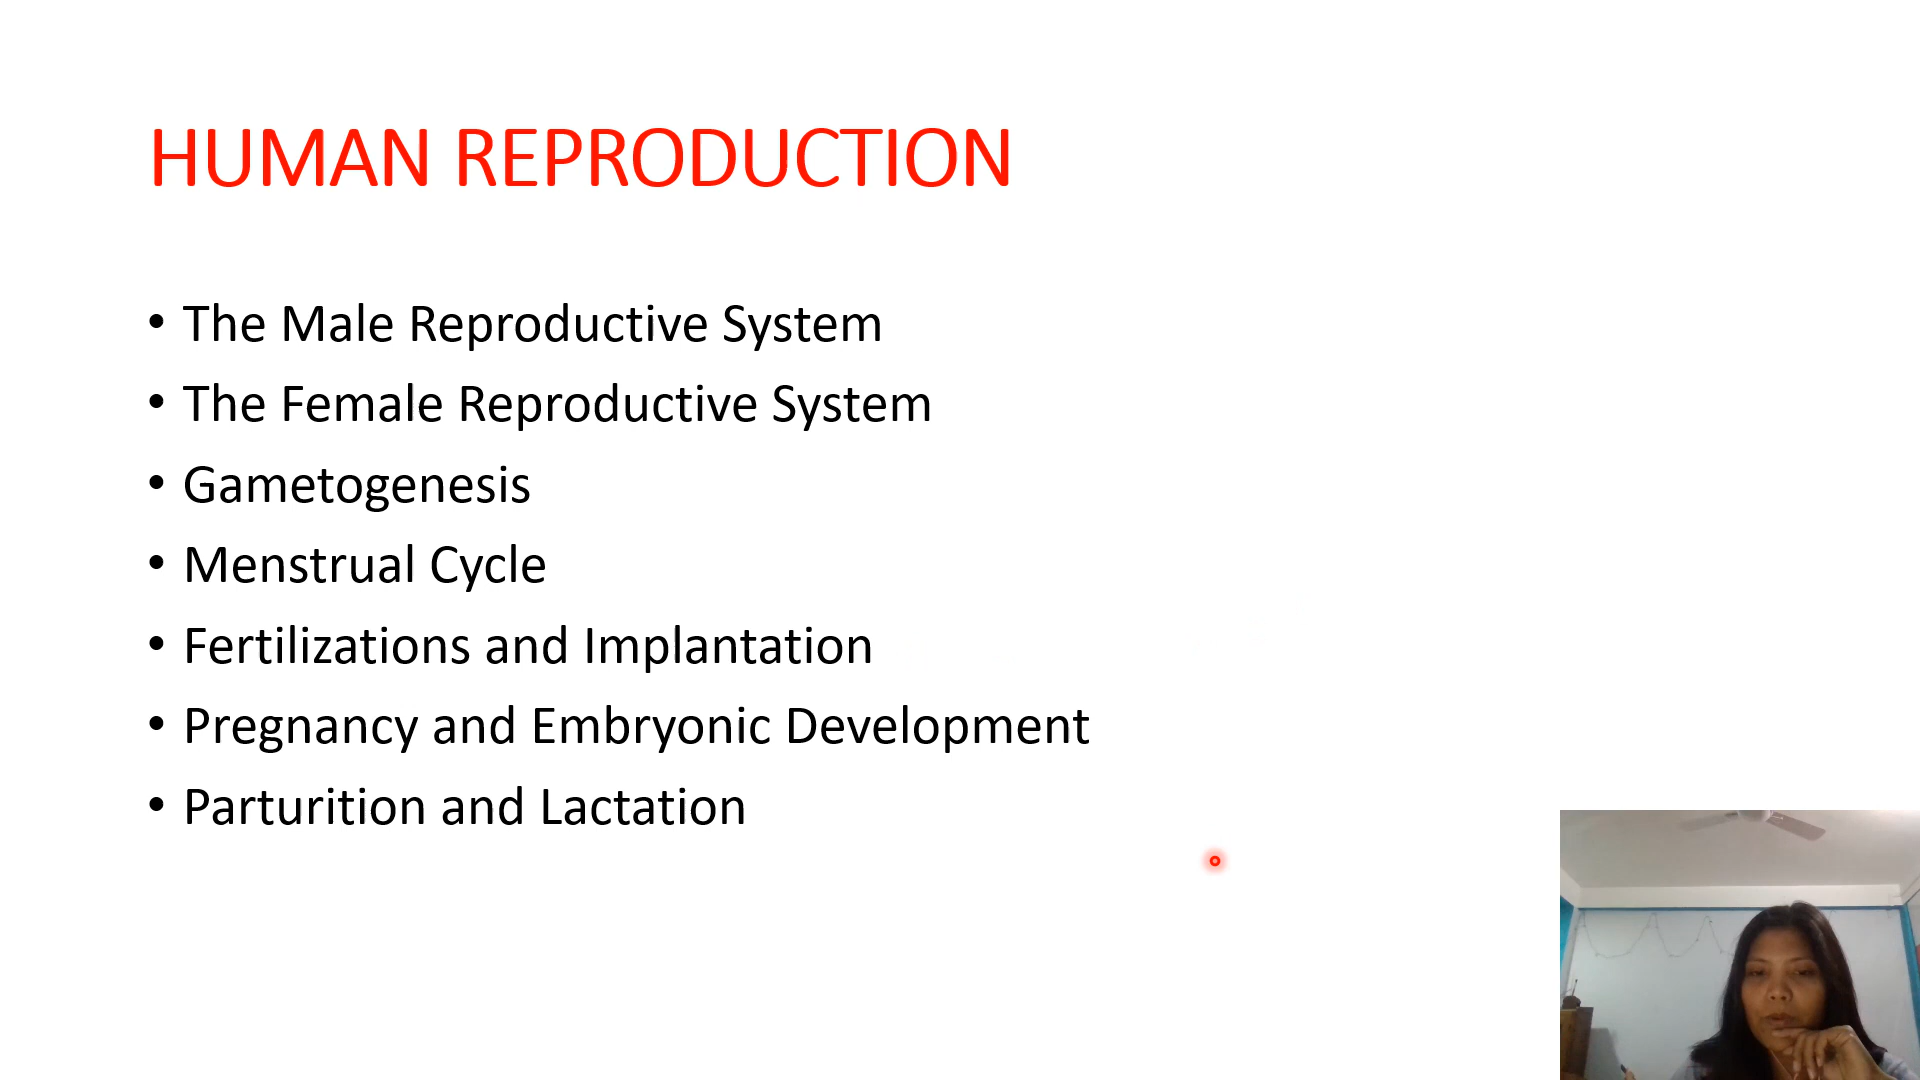 HUMAN REPRODUCTION
• The Male Reproductive System
• The Female Reproductive System
• Gametogenesis
• Menstrual Cycle
• Fertilizations and Implantation
• Pregnancy and Embryonic Development
• Parturition and Lactation